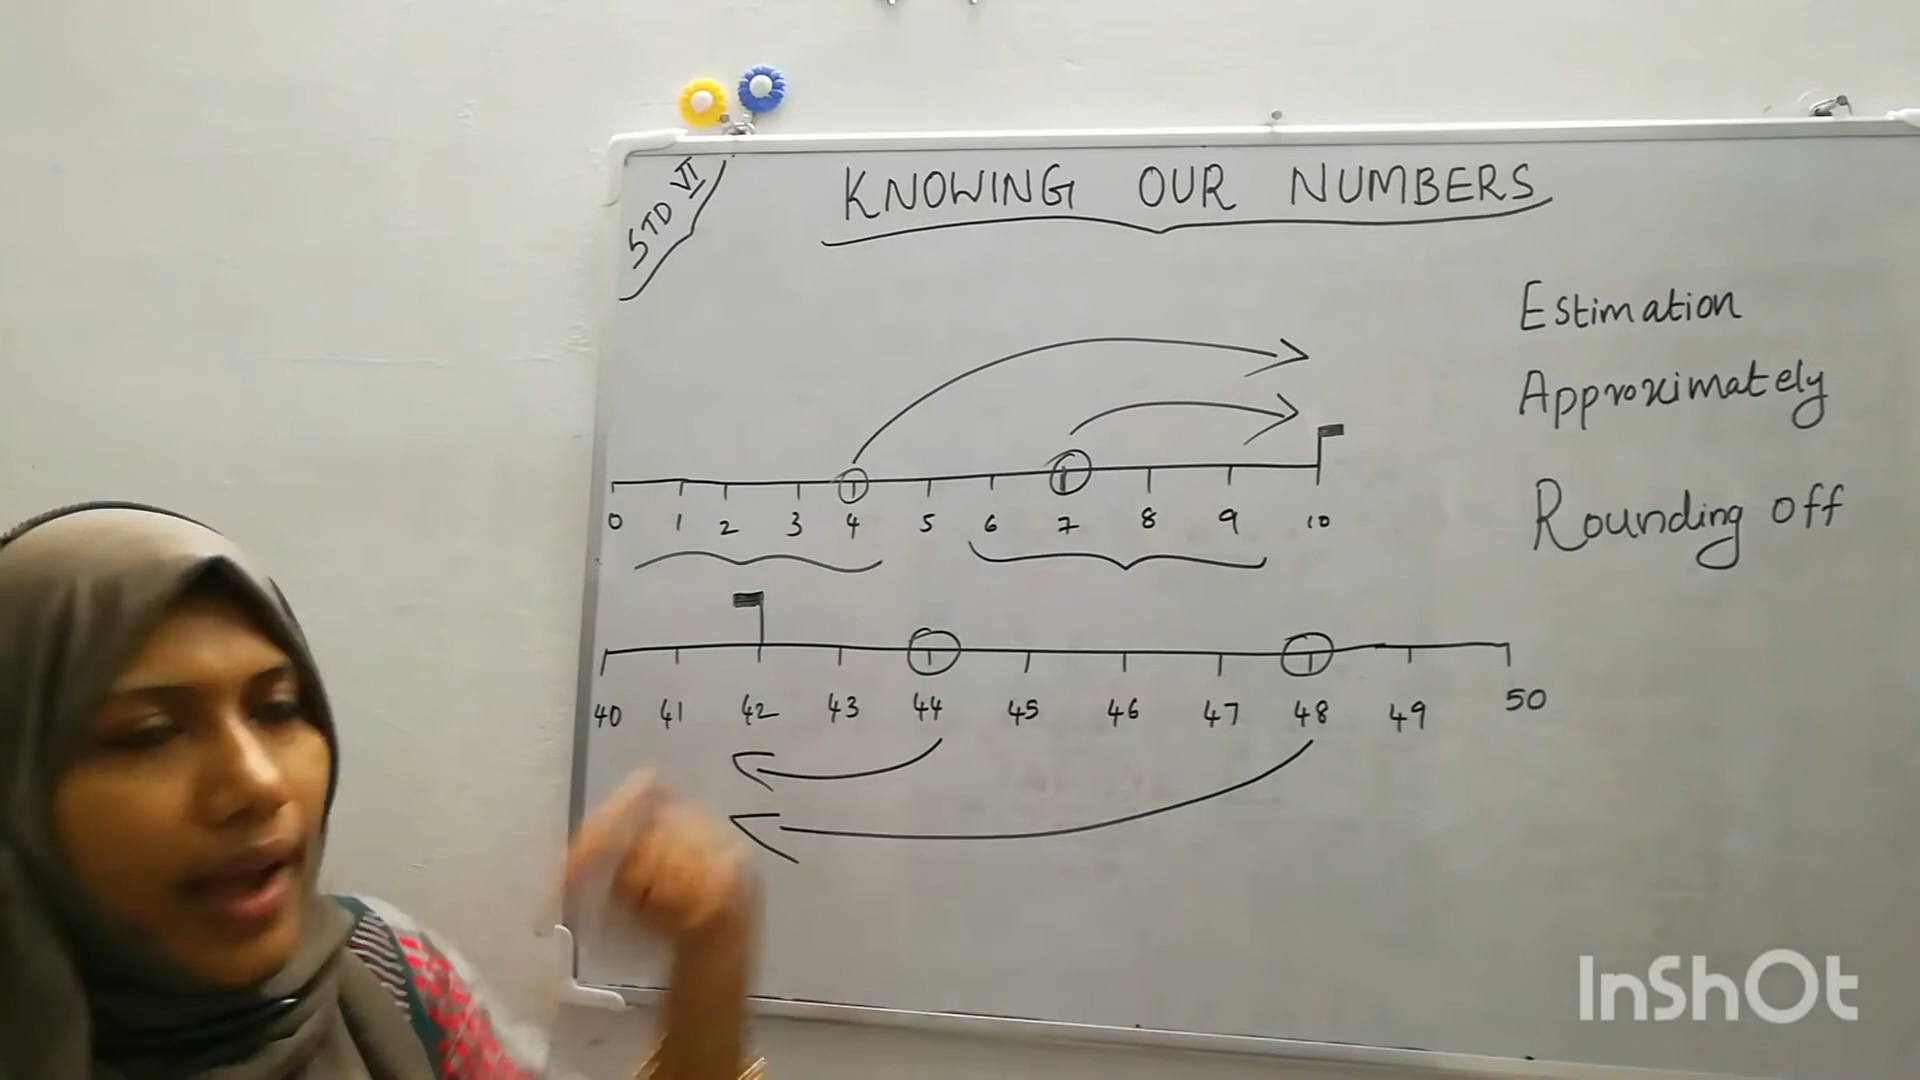 STD VI
KNOWING OUR NUMBERS
Estimation
Approximately
Rounding off
0 1 2 3 4 5 6 7 8 9 10
40 41 42 43 44 45 46 47 48 49 50
InShOt